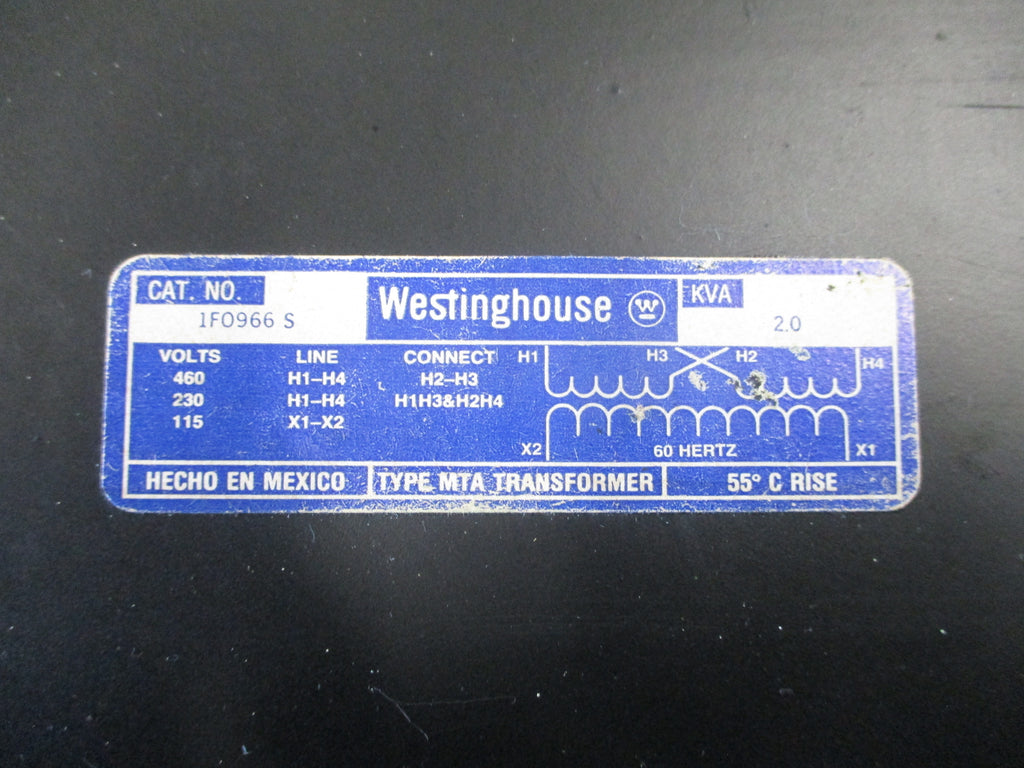 CAT. NO. Westinghouse W KVA
1F0966 S 2.0
VOLTS LINE CONNECT H1 H3 H2 H4
460 H1-H4 H2-H3
230 H1-H4 H1H3&H2H4
115 X1-X2
X2 60 HERTZ X1
HECHO EN MEXICO TYPE MTA TRANSFORMER 55° C RISE